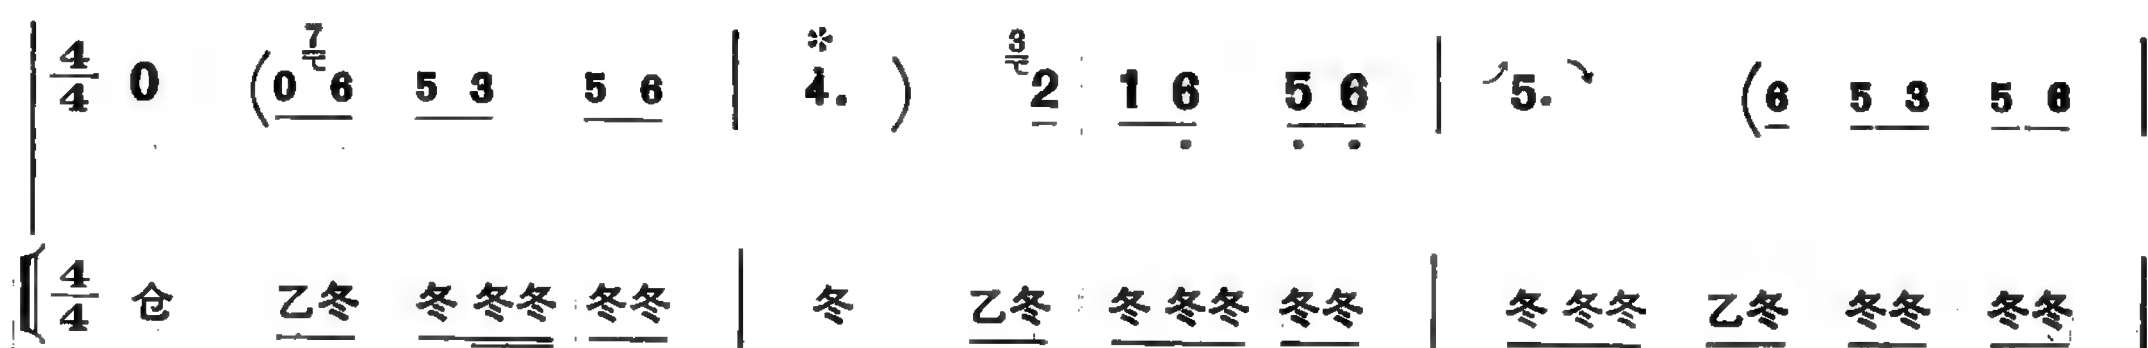 4/4 0 (0 7 6 5 3 5 6 | * 4. ) 3 2 1 6 5 6 | 5. (6 5 3 5 6 |
4/4 仓 乙冬 冬冬冬 冬冬 | 冬 乙冬 冬冬冬 冬冬 | 冬冬冬 乙冬 冬冬 冬冬 |